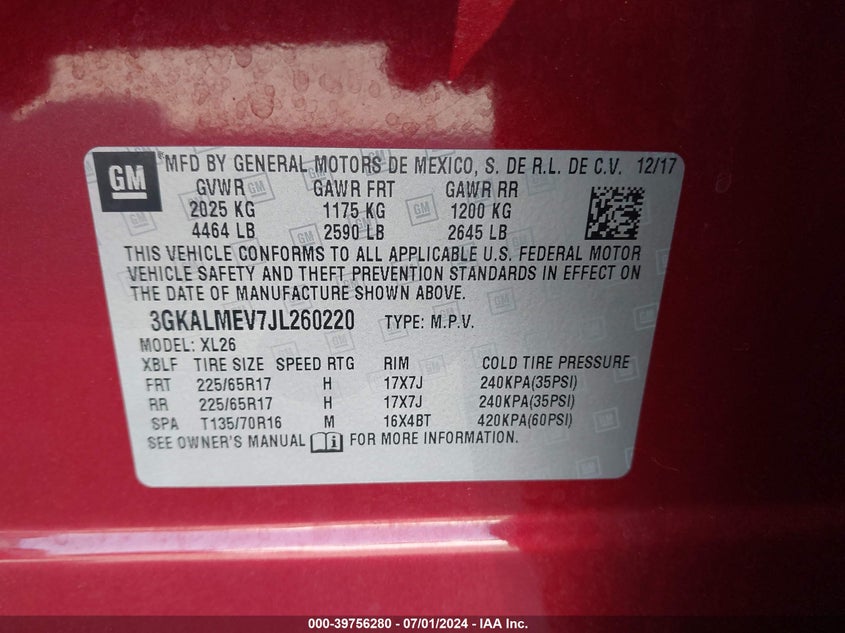 GM MFD BY GENERAL MOTORS DE MEXICO, S. DE R.L. DE C.V. 12/17
GVWR GAWR FRT GAWR RR
2025 KG 1175 KG 1200 KG
4464 LB 2590 LB 2645 LB
THIS VEHICLE CONFORMS TO ALL APPLICABLE U.S. FEDERAL MOTOR
VEHICLE SAFETY AND THEFT PREVENTION STANDARDS IN EFFECT ON
THE DATE OF MANUFACTURE SHOWN ABOVE.
3GKALMEV7JL260220 TYPE: M.P.V.
MODEL: XL26
XBLF TIRE SIZE SPEED RTG RIM COLD TIRE PRESSURE
FRT 225/65R17 H 17X7J 240KPA(35PSI)
RR 225/65R17 H 17X7J 240KPA(35PSI)
SPA T135/70R16 M 16X4BT 420KPA(60PSI)
SEE OWNER'S MANUAL FOR MORE INFORMATION.
000-39756280 - 07/01/2024 - IAA Inc.